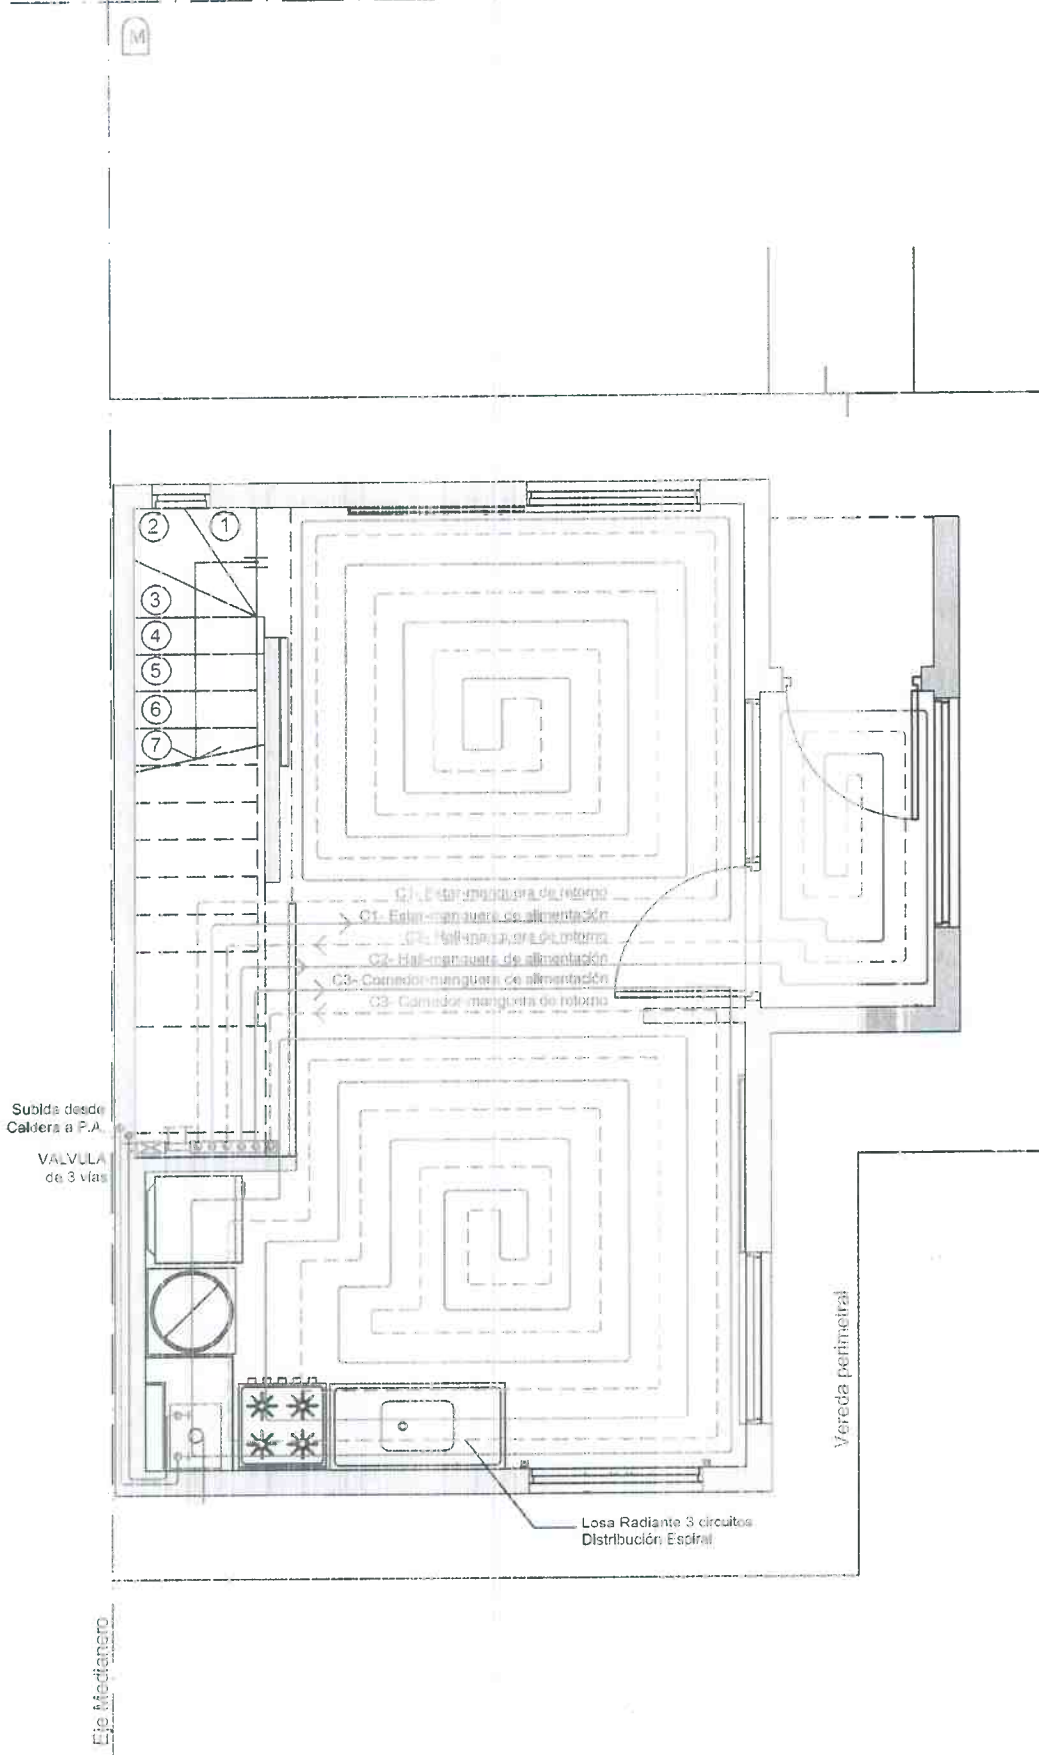 M
2
1
3
4
5
6
7
C1- Estar-manguera de retorno
C1- Estar-manguera de alimentación
C2- Hall-manguera de retorno
C2- Hall-manguera de alimentación
C3- Comedor-manguera de alimentación
C3- Comedor-manguera de retorno
Subida desde
Caldera a P.A.
VALVULA
de 3 vías
Vereda perimetral
Losa Radiante 3 circuitos
Distribución Espiral
Eje Medianero